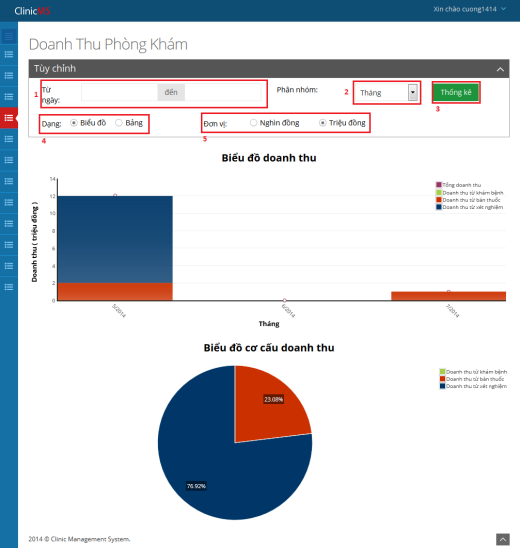 ClinicMD
Xin chào cuong1414
Doanh Thu Phòng Khám
Tùy chỉnh
1 Từ ngày: đến
Phân nhóm: 2 Tháng
Thống kê
3
Dạng: Biểu đồ Bảng
Đơn vị: Nghìn đồng Triệu đồng
4
5
Biểu đồ doanh thu
Doanh thu ( triệu đồng )
14
12
10
8
6
4
2
0
Tổng doanh thu
Doanh thu từ khám bệnh
Doanh thu từ bán thuốc
Doanh thu từ xét nghiệm
5/2014
6/2014
7/2014
Tháng
Biểu đồ cơ cấu doanh thu
Doanh thu từ khám bệnh
Doanh thu từ bán thuốc
Doanh thu từ xét nghiệm
23.08%
76.92%
2014 © Clinic Management System.